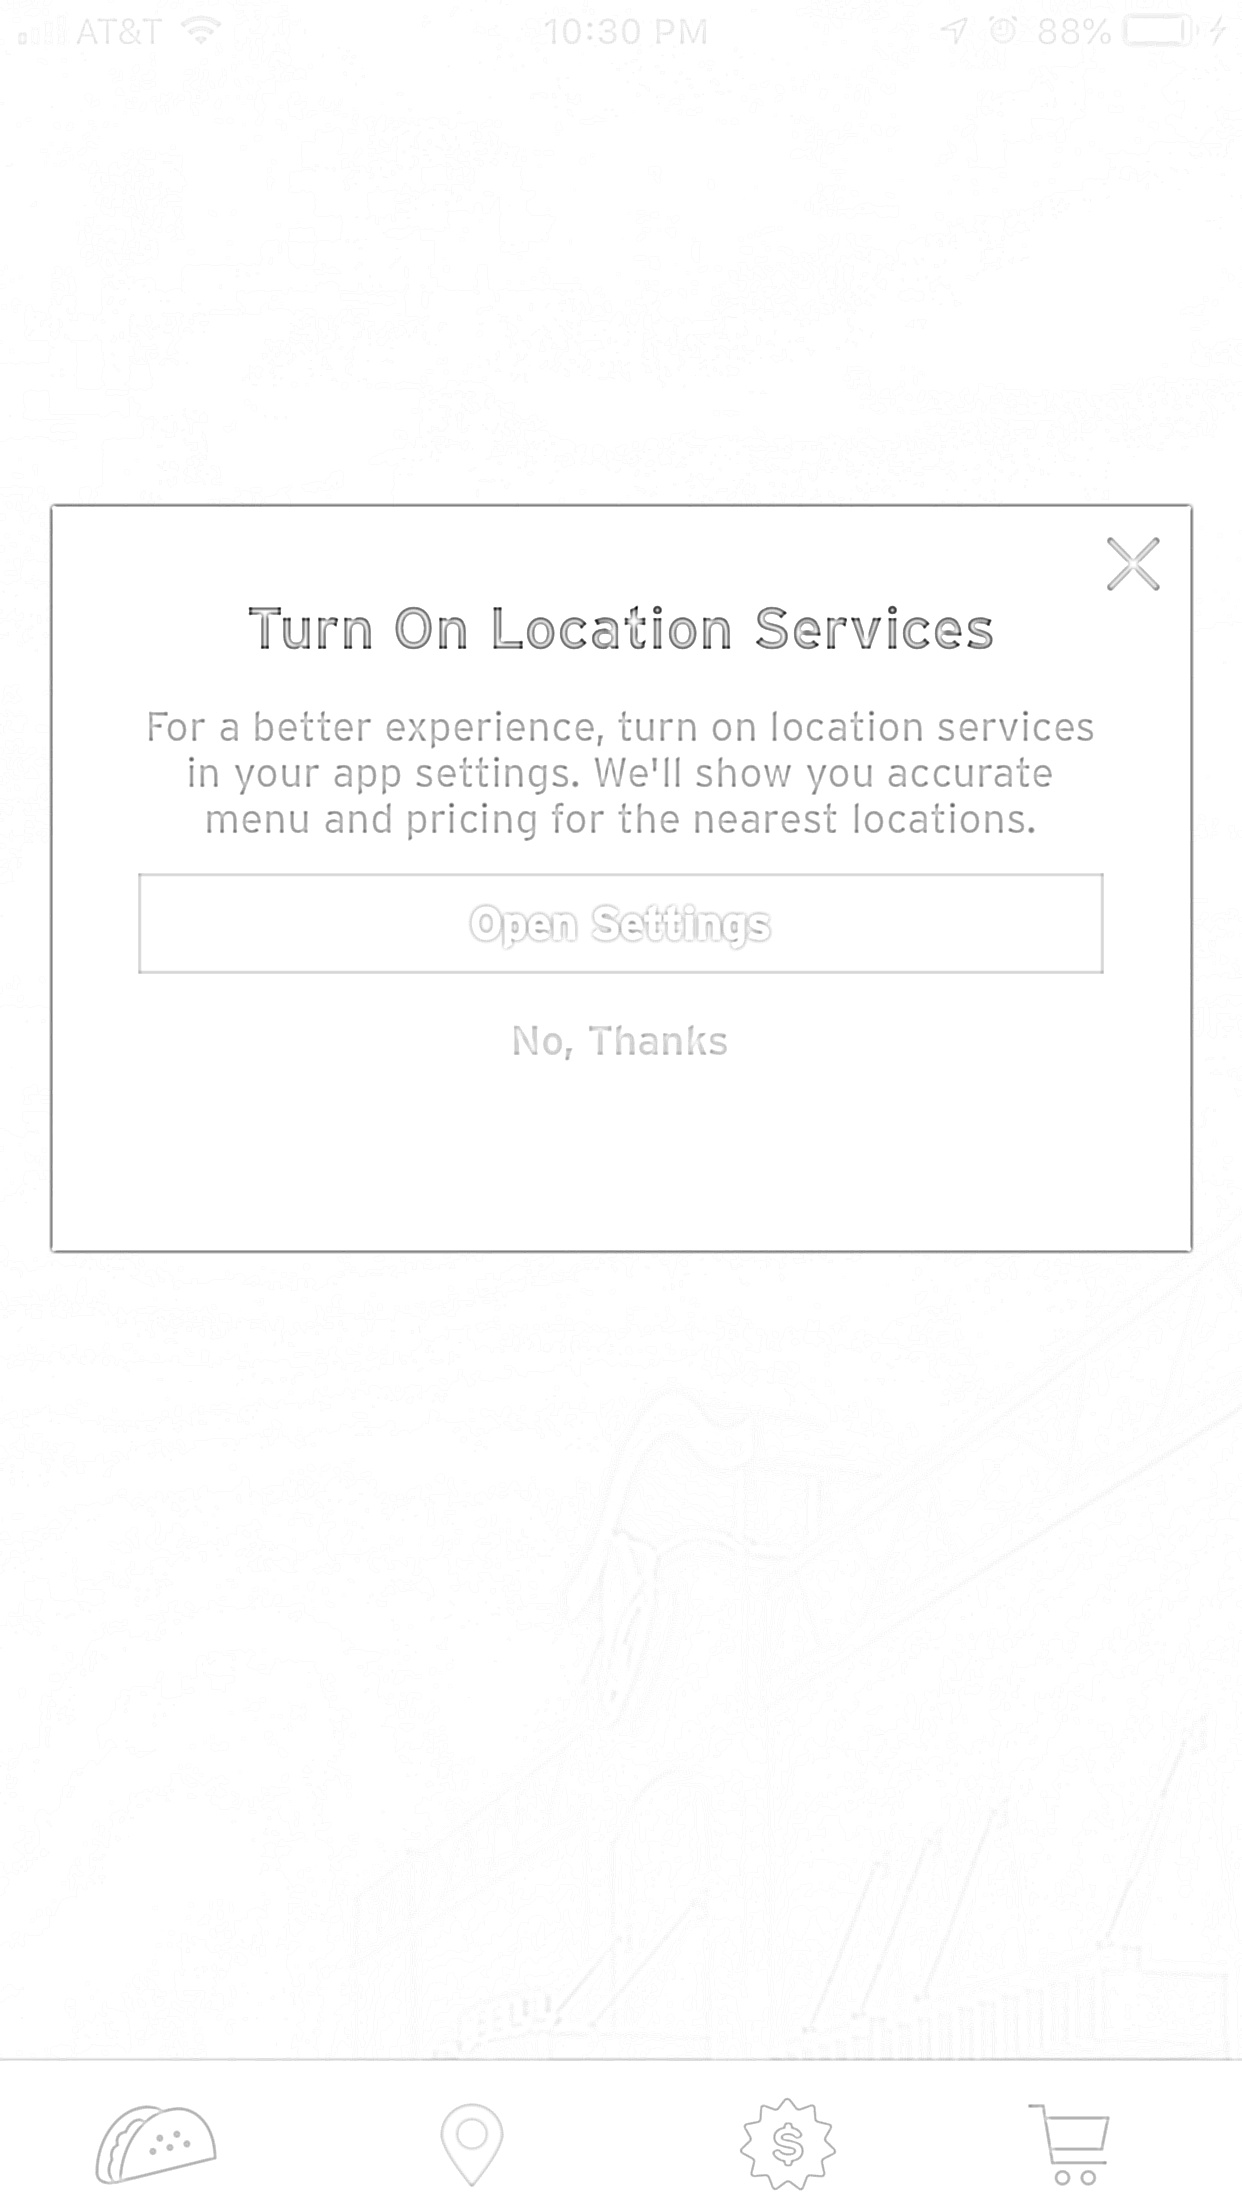 AT&T 10:30 PM 88%
Turn On Location Services
For a better experience, turn on location services
in your app settings. We'll show you accurate
menu and pricing for the nearest locations.
Open Settings
No, Thanks
$